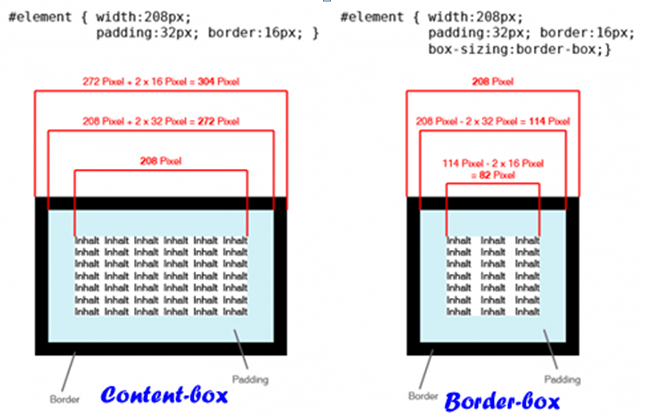 #element { width:208px;
padding:32px; border:16px; }
272 Pixel + 2 x 16 Pixel = 304 Pixel
208 Pixel + 2 x 32 Pixel = 272 Pixel
208 Pixel
Inhalt Inhalt Inhalt Inhalt Inhalt Inhalt
Inhalt Inhalt Inhalt Inhalt Inhalt Inhalt
Inhalt Inhalt Inhalt Inhalt Inhalt Inhalt
Inhalt Inhalt Inhalt Inhalt Inhalt Inhalt
Inhalt Inhalt Inhalt Inhalt Inhalt Inhalt
Inhalt Inhalt Inhalt Inhalt Inhalt Inhalt
Inhalt Inhalt Inhalt Inhalt Inhalt Inhalt
Padding
Border
Content-box
#element { width:208px;
padding:32px; border:16px;
box-sizing:border-box;}
208 Pixel
208 Pixel - 2 x 32 Pixel = 114 Pixel
114 Pixel - 2 x 16 Pixel
= 82 Pixel
Inhalt Inhalt Inhalt
Inhalt Inhalt Inhalt
Inhalt Inhalt Inhalt
Inhalt Inhalt Inhalt
Inhalt Inhalt Inhalt
Inhalt Inhalt Inhalt
Inhalt Inhalt Inhalt
Padding
Border
Border-box